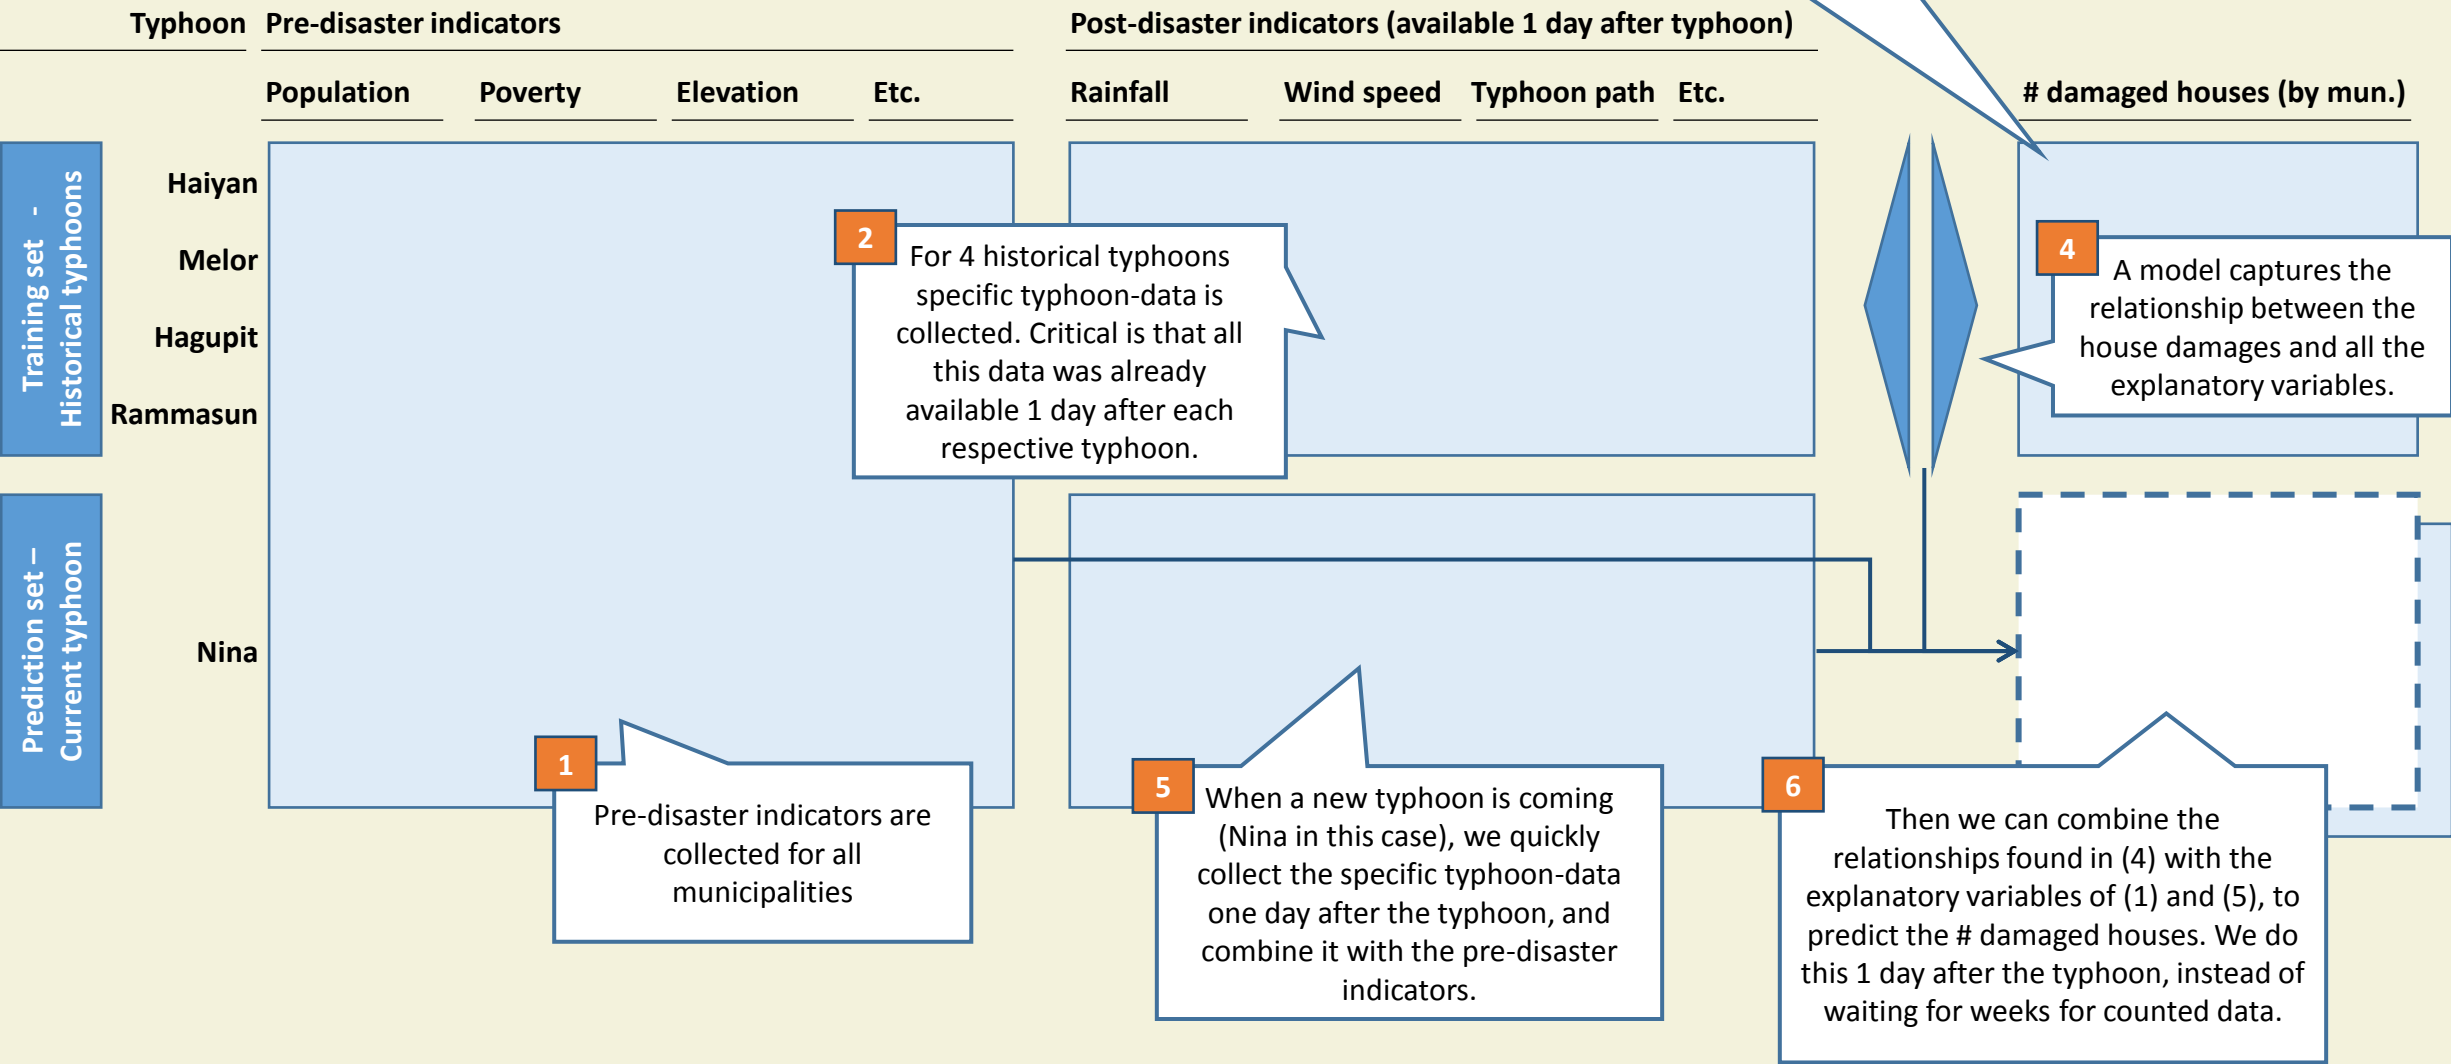 Typhoon
Pre-disaster indicators
Post-disaster indicators (available 1 day after typhoon)
Population
Poverty
Elevation
Etc.
Rainfall
Wind speed
Typhoon path
Etc.
# damaged houses (by mun.)
Training set -
Historical typhoons
Haiyan
Melor
Hagupit
Rammasun
2
For 4 historical typhoons
specific typhoon-data is
collected. Critical is that all
this data was already
available 1 day after each
respective typhoon.
4
A model captures the
relationship between the
house damages and all the
explanatory variables.
Prediction set –
Current typhoon
Nina
1
Pre-disaster indicators are
collected for all
municipalities
5
When a new typhoon is coming
(Nina in this case), we quickly
collect the specific typhoon-data
one day after the typhoon, and
combine it with the pre-disaster
indicators.
6
Then we can combine the
relationships found in (4) with the
explanatory variables of (1) and (5), to
predict the # damaged houses. We do
this 1 day after the typhoon, instead of
waiting for weeks for counted data.